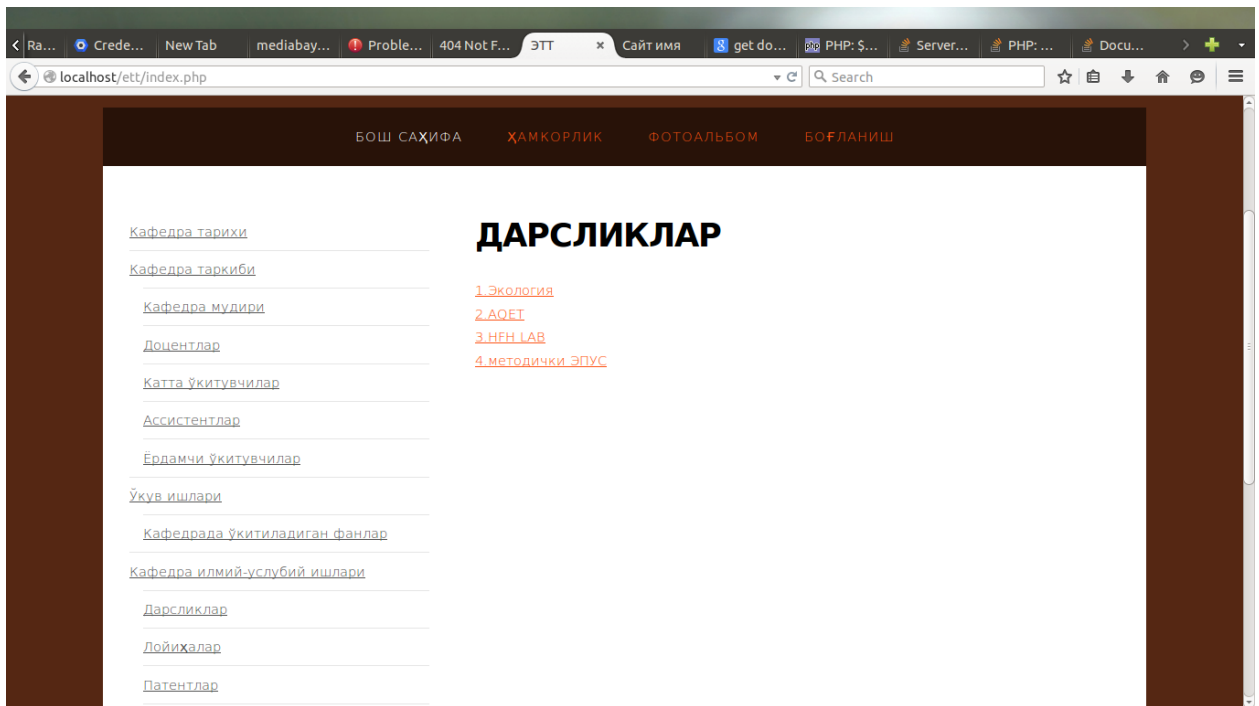 Ra... Crede... New Tab mediabay... Proble... 404 Not F... ЭТТ Сайт имя get do... php PHP: $... Server... PHP: ... Docu...
localhost/ett/index.php Search
БОШ САҲИФА ҲАМКОРЛИК ФОТОАЛЬБОМ БОҒЛАНИШ
Кафедра тарихи
Кафедра таркиби
Кафедра мудири
Доцентлар
Катта ўкитувчилар
Ассистентлар
Ёрдамчи ўкитувчилар
Ўкув ишлари
Кафедрада ўкитиладиган фанлар
Кафедра илмий-услубий ишлари
Дарсликлар
Лойиҳалар
Патентлар
ДАРСЛИКЛАР
1.Экология
2.AQET
3.HFH LAB
4.методички ЭПУС